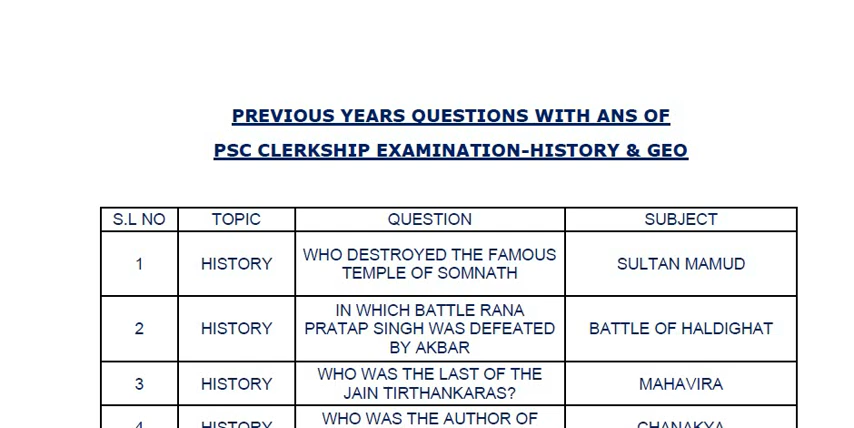 PREVIOUS YEARS QUESTIONS WITH ANS OF
PSC CLERKSHIP EXAMINATION-HISTORY & GEO
S.L NO TOPIC QUESTION SUBJECT
1 HISTORY WHO DESTROYED THE FAMOUS TEMPLE OF SOMNATH SULTAN MAMUD
2 HISTORY IN WHICH BATTLE RANA PRATAP SINGH WAS DEFEATED BY AKBAR BATTLE OF HALDIGHAT
3 HISTORY WHO WAS THE LAST OF THE JAIN TIRTHANKARAS? MAHAVIRA
4 HISTORY WHO WAS THE AUTHOR OF CHANAKYA